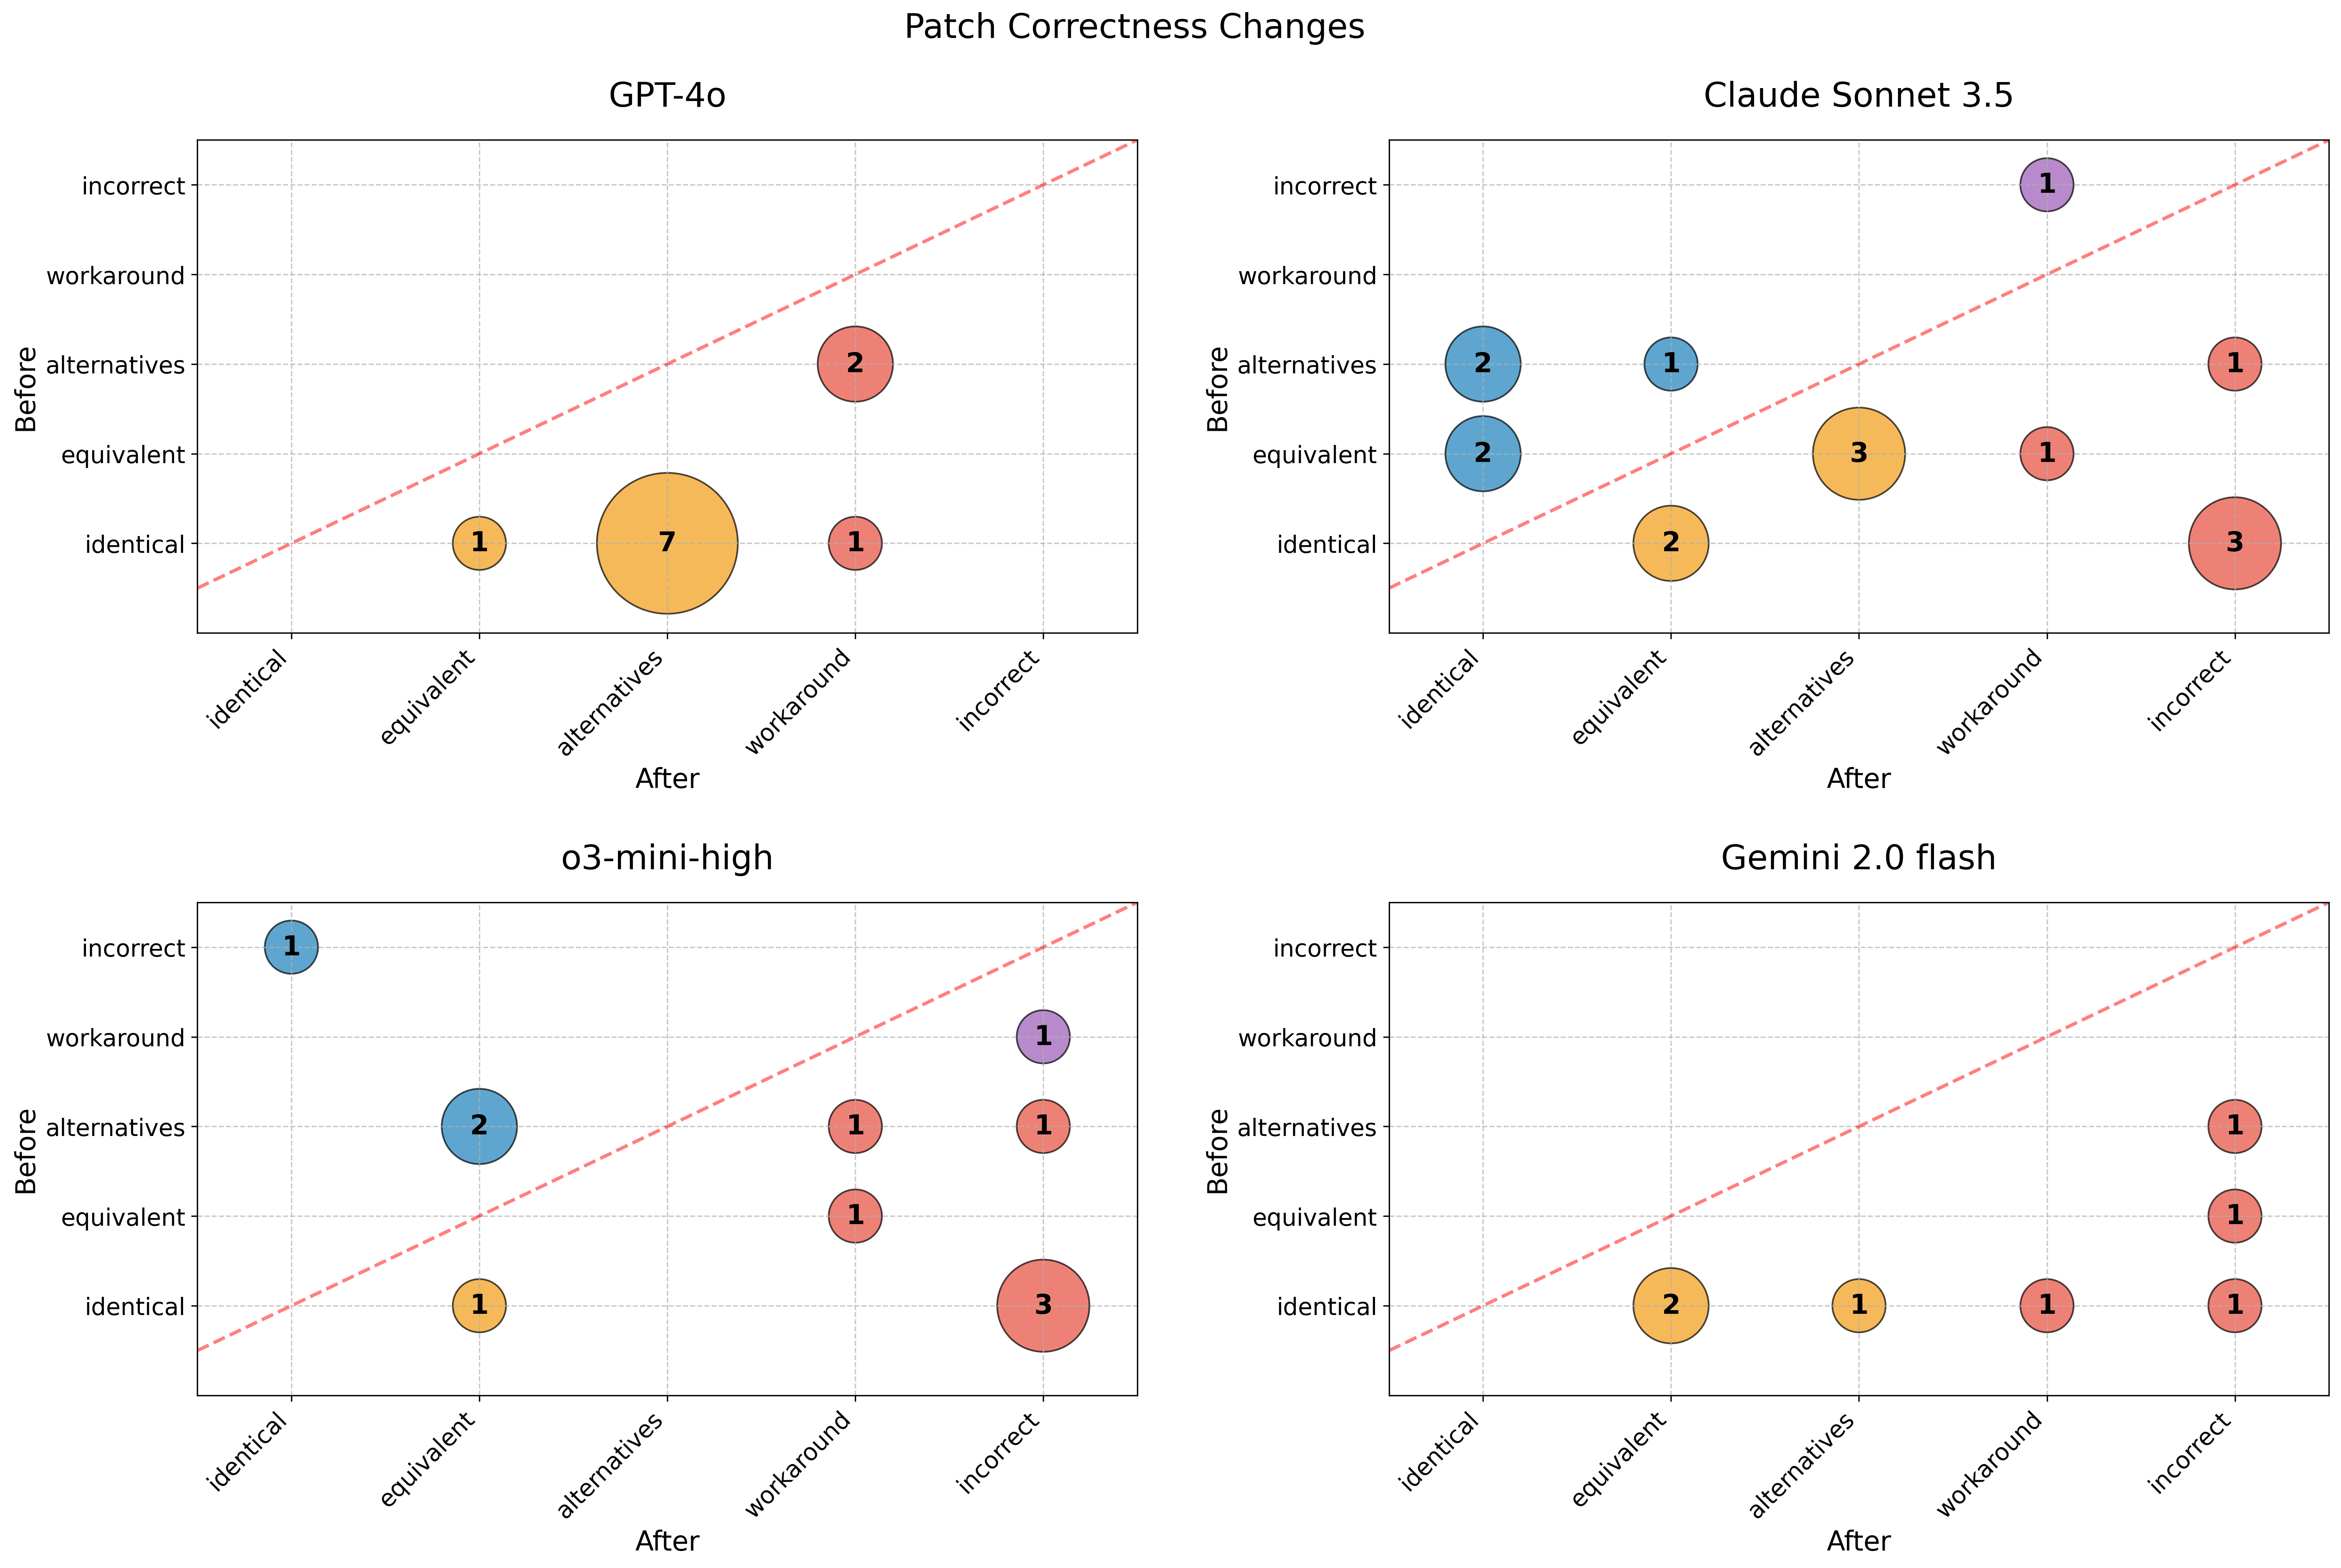 Patch Correctness Changes
GPT-4o
incorrect
workaround
alternatives
equivalent
identical
Before
2
1
7
1
identical
equivalent
alternatives
workaround
incorrect
After
Claude Sonnet 3.5
incorrect
workaround
alternatives
equivalent
identical
Before
1
2
1
1
2
3
1
2
3
identical
equivalent
alternatives
workaround
incorrect
After
o3-mini-high
incorrect
workaround
alternatives
equivalent
identical
Before
1
1
2
1
1
1
1
3
identical
equivalent
alternatives
workaround
incorrect
After
Gemini 2.0 flash
incorrect
workaround
alternatives
equivalent
identical
Before
1
1
2
1
1
1
identical
equivalent
alternatives
workaround
incorrect
After